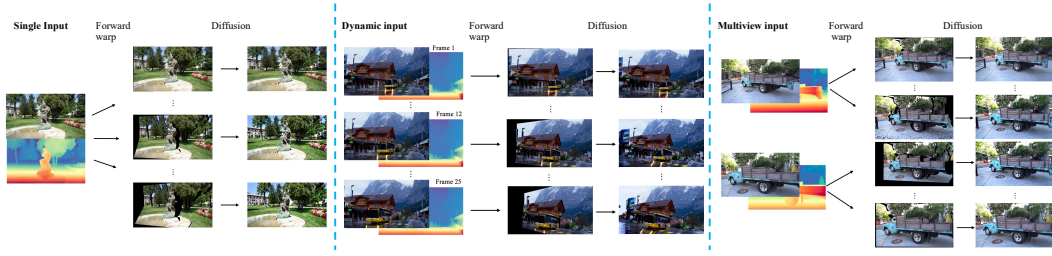 Single Input
Forward
warp
Diffusion
Dynamic input
Frame 1
Forward
warp
Diffusion
Frame 12
Frame 25
Multiview input
Forward
warp
Diffusion